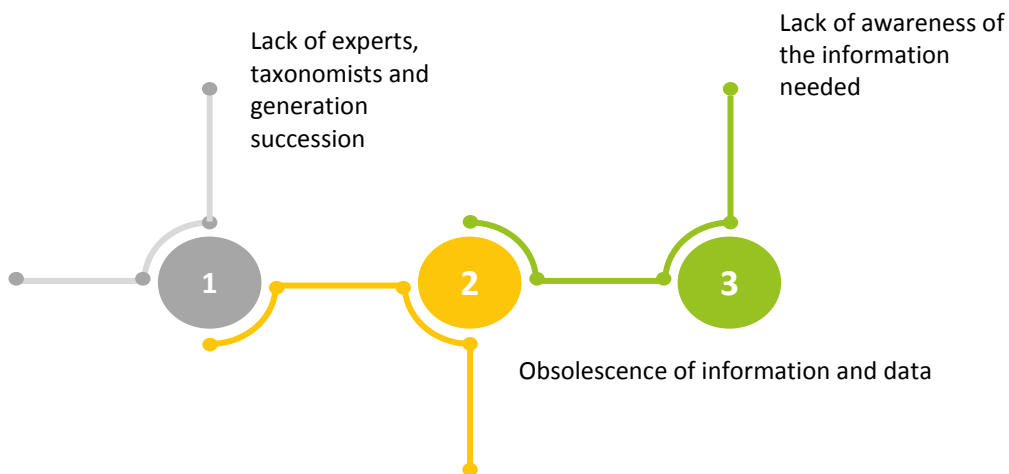 Lack of experts,
taxonomists and
generation
succession
Lack of awareness of
the information
needed
1
2
3
Obsolescence of information and data